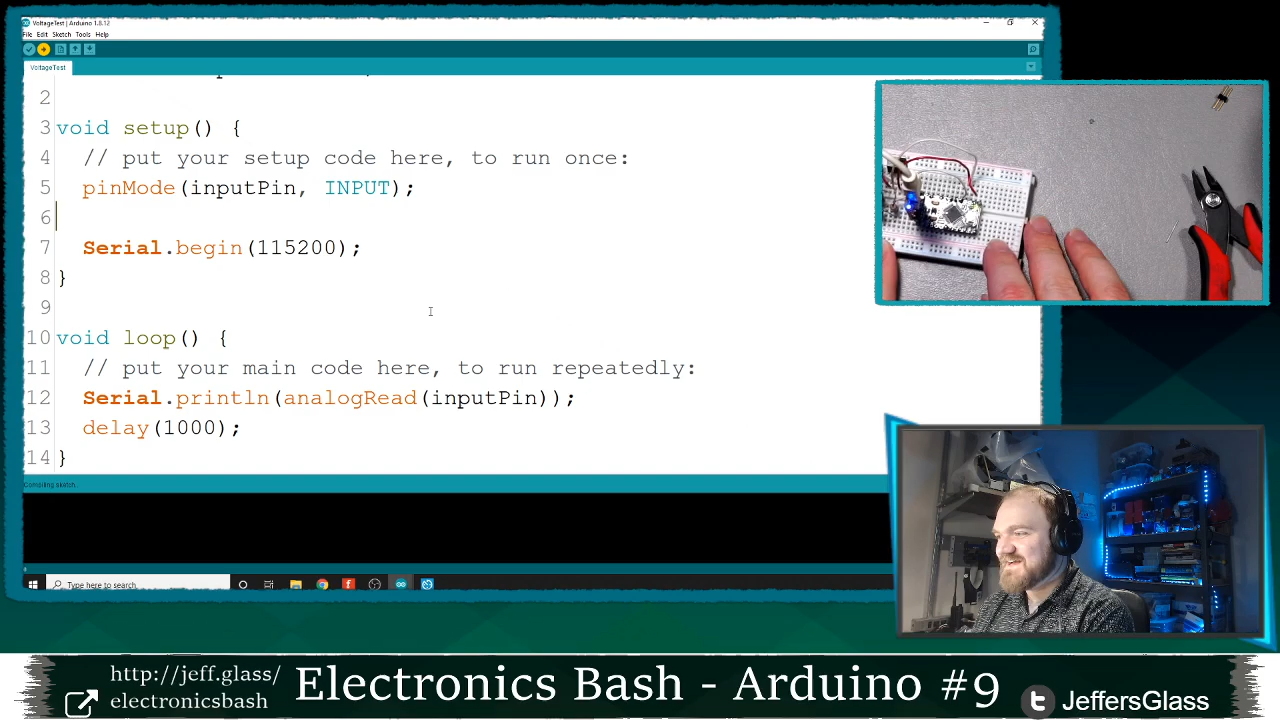 VoltageTest | Arduino 1.8.12
File Edit Sketch Tools Help
VoltageTest
2
3 void setup() {
4 // put your setup code here, to run once:
5 pinMode(inputPin, INPUT);
6
7 Serial.begin(115200);
8 }
9
10 void loop() {
11 // put your main code here, to run repeatedly:
12 Serial.println(analogRead(inputPin));
13 delay(1000);
14 }
Compiling sketch...
Type here to search
http://jeff.glass/
electronicsbash
Electronics Bash - Arduino #9
JeffersGlass